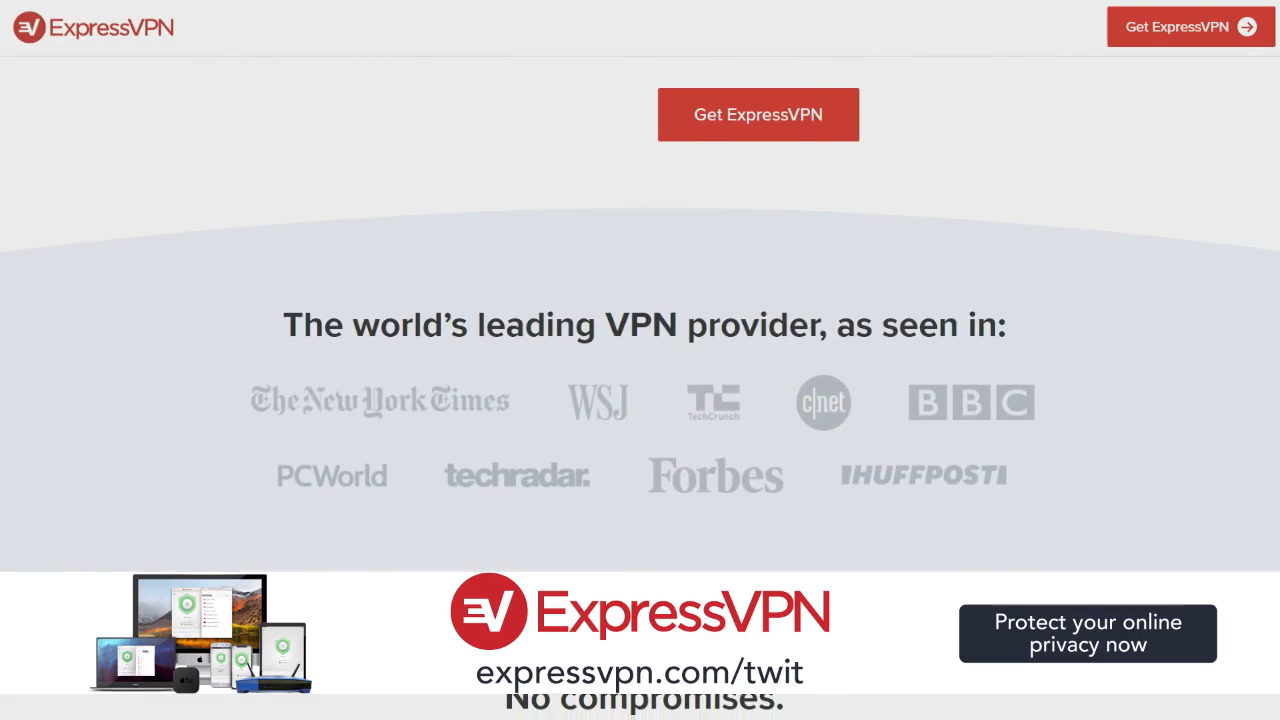 ExpressVPN
Get ExpressVPN
Get ExpressVPN
The world's leading VPN provider, as seen in:
The New York Times WSJ TC TechCrunch c|net BBC
PCWorld techradar. Forbes HUFFPOST
ExpressVPN
expressvpn.com/twit
Protect your online
privacy now
No compromises.